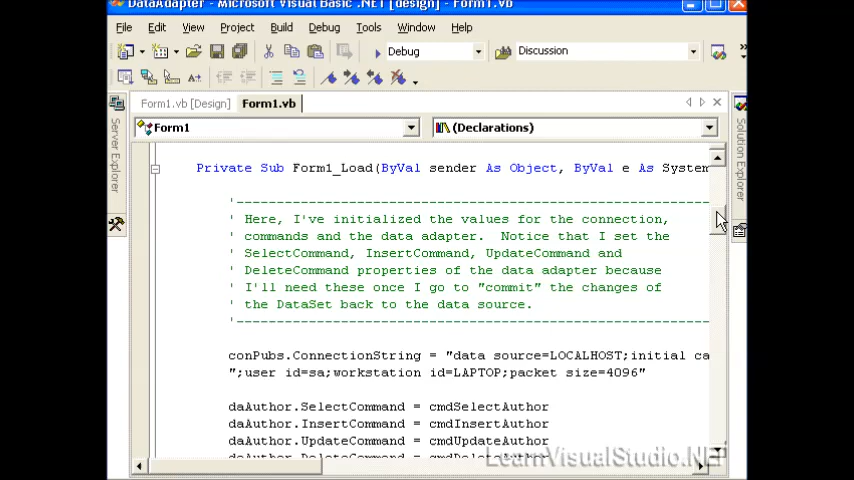 DataAdapter - Microsoft Visual Basic .NET [design] - Form1.vb
File Edit View Project Build Debug Tools Window Help
Debug Discussion
Form1.vb [Design] Form1.vb
Form1 (Declarations)
Server Explorer
Solution Explorer
Private Sub Form1_Load(ByVal sender As Object, ByVal e As System
'------------------------------------------------------------
' Here, I've initialized the values for the connection,
' commands and the data adapter.  Notice that I set the
' SelectCommand, InsertCommand, UpdateCommand and
' DeleteCommand properties of the data adapter because
' I'll need these once I go to "commit" the changes of
' the DataSet back to the data source.
'------------------------------------------------------------
conPubs.ConnectionString = "data source=LOCALHOST;initial ca
";user id=sa;workstation id=LAPTOP;packet size=4096"
daAuthor.SelectCommand = cmdSelectAuthor
daAuthor.InsertCommand = cmdInsertAuthor
daAuthor.UpdateCommand = cmdUpdateAuthor
daAuthor.DeleteCommand = cmdDeleteAuthor
LearnVisualStudio.NET